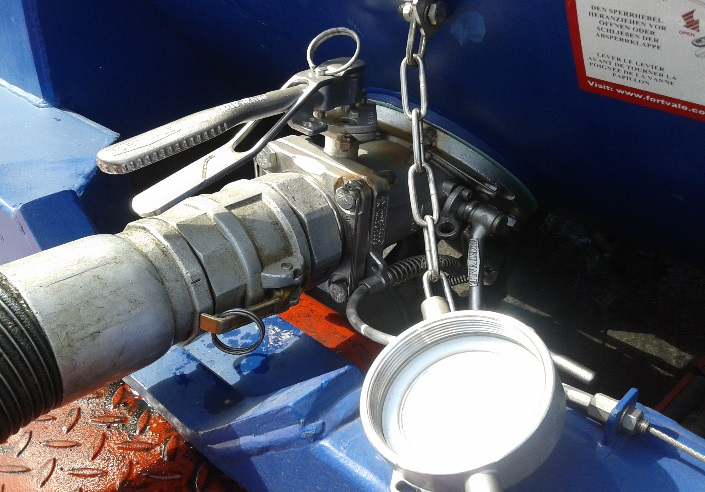 DEN SPERRHEBEL
HERANZIEHEN VOR
ÖFFNEN ODER
SCHLIEßEN DER
ABSPERRKLAPPE
OPEN
LEVER LE LEVIER
AVANT DE TOURNER LA
POIGNÉE DE LA VANNE
PAPILLON
Visit: www.fortvale.co